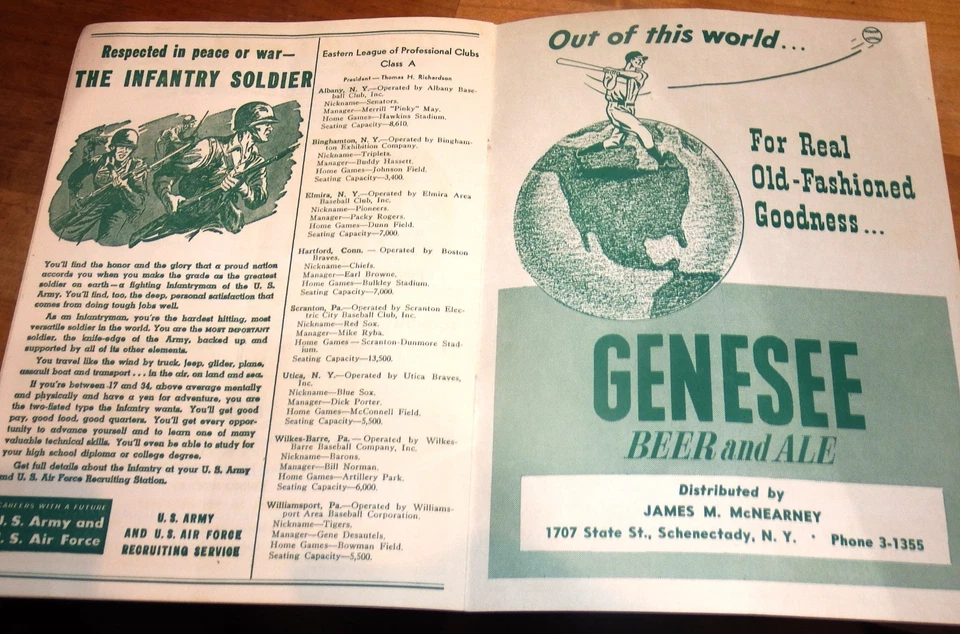 Respected in peace or war—
THE INFANTRY SOLDIER
You'll find the honor and the glory that a proud nation
accords you when you make the grade as the greatest
soldier on earth—a fighting Infantryman of the U. S.
Army. You'll find, too, the deep, personal satisfaction that
comes from doing tough jobs well.
As an Infantryman, you're the hardest hitting, most
versatile soldier in the world. You are the MOST IMPORTANT
soldier, the knife-edge of the Army, backed up and
supported by all of its other elements.
You travel like the wind by truck, jeep, glider, plane,
assault boat and transport . . . in the air, on land and sea.
If you're between 17 and 34, above average mentally
and physically and have a yen for adventure, you are
the two-fisted type the Infantry wants. You'll get good
pay, good food, good quarters. You'll get every oppor-
tunity to advance yourself and to learn one of many
valuable technical skills. You'll even be able to study for
your high school diploma or college degree.
Get full details about the Infantry at your U. S. Army
and U. S. Air Force Recruiting Station.
CAREERS WITH A FUTURE
U. S. Army and
U. S. Air Force
U. S. ARMY
AND U. S. AIR FORCE
RECRUITING SERVICE
Eastern League of Professional Clubs
Class A
President — Thomas H. Richardson
Albany, N. Y.—Operated by Albany Base-
ball Club, Inc.
Nickname—Senators.
Manager—Merrill "Pinky" May.
Home Games—Hawkins Stadium.
Seating Capacity—8,610.
Binghamton, N. Y.—Operated by Bingham-
ton Exhibition Company.
Nickname—Triplets.
Manager—Buddy Hassett.
Home Games—Johnson Field.
Seating Capacity—3,400.
Elmira, N. Y.—Operated by Elmira Area
Baseball Club, Inc.
Nickname—Pioneers.
Manager—Packy Rogers.
Home Games—Dunn Field.
Seating Capacity—7,000.
Hartford, Conn. — Operated by Boston
Braves.
Nickname—Chiefs.
Manager—Earl Browne.
Home Games—Bulkley Stadium.
Seating Capacity—7,000.
Scranton, Pa.—Operated by Scranton Elec-
tric City Baseball Club, Inc.
Nickname—Red Sox.
Manager—Mike Ryba.
Home Games — Scranton-Dunmore Stad-
ium.
Seating Capacity—13,500.
Utica, N. Y.—Operated by Utica Braves,
Inc.
Nickname—Blue Sox.
Manager—Dick Porter.
Home Games—McConnell Field.
Seating Capacity—5,500.
Wilkes-Barre, Pa. — Operated by Wilkes-
Barre Baseball Company, Inc.
Nickname—Barons.
Manager—Bill Norman.
Home Games—Artillery Park.
Seating Capacity—6,000.
Williamsport, Pa.—Operated by Williams-
port Area Baseball Corporation.
Nickname—Tigers.
Manager—Gene Desautels.
Home Games—Bowman Field.
Seating Capacity—5,500.
Out of this world...
For Real
Old-Fashioned
Goodness...
GENESEE
BEER and ALE
Distributed by
JAMES M. McNEARNEY
1707 State St., Schenectady, N. Y. · Phone 3-1355